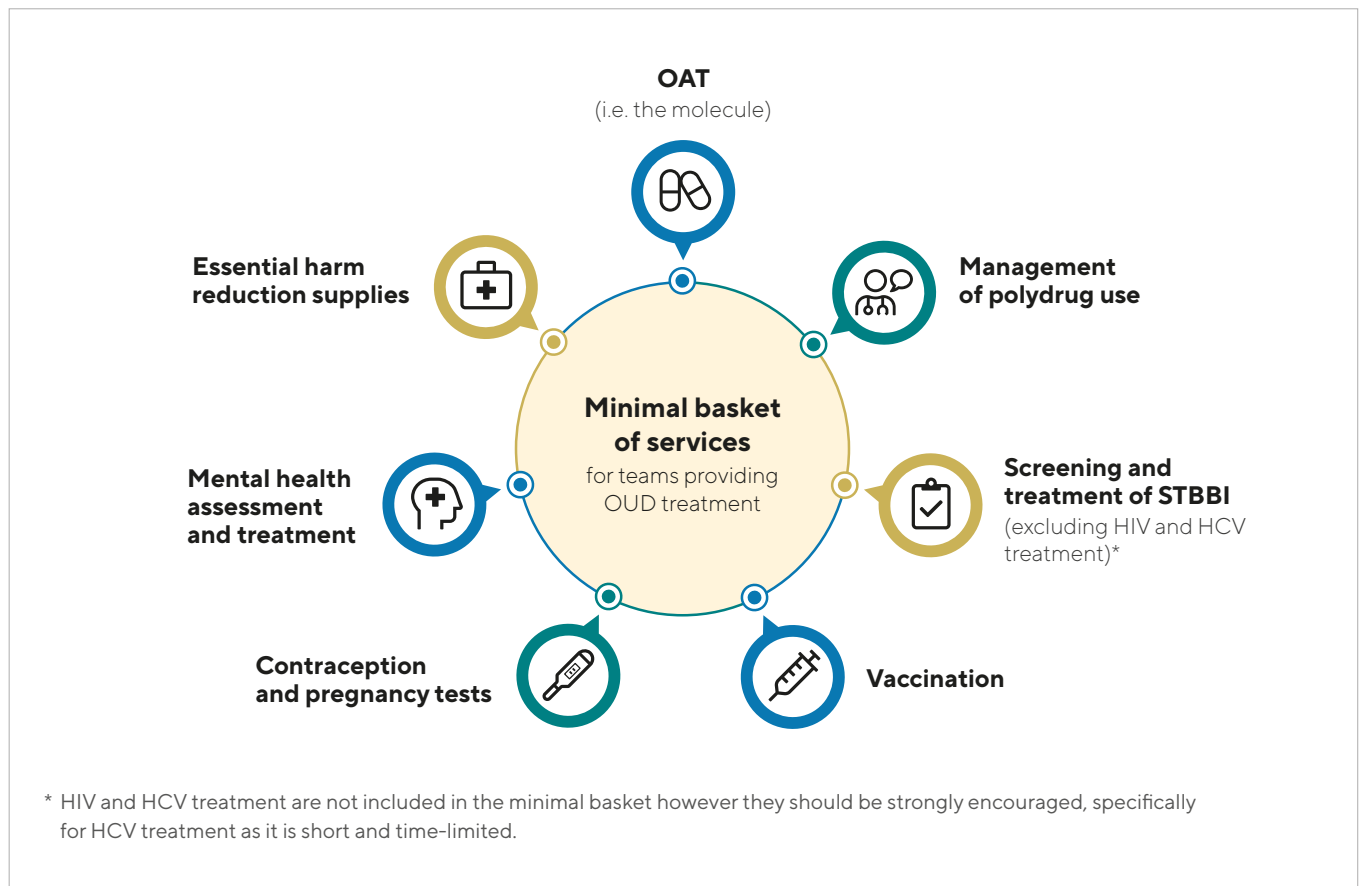 OAT
(i.e. the molecule)
Essential harm
reduction supplies
Management
of polydrug use
Minimal basket
of services
for teams providing
OUD treatment
Mental health
assessment
and treatment
Screening and
treatment of STBBI
(excluding HIV and HCV
treatment)*
Contraception
and pregnancy tests
Vaccination
* HIV and HCV treatment are not included in the minimal basket however they should be strongly encouraged, specifically
for HCV treatment as it is short and time-limited.